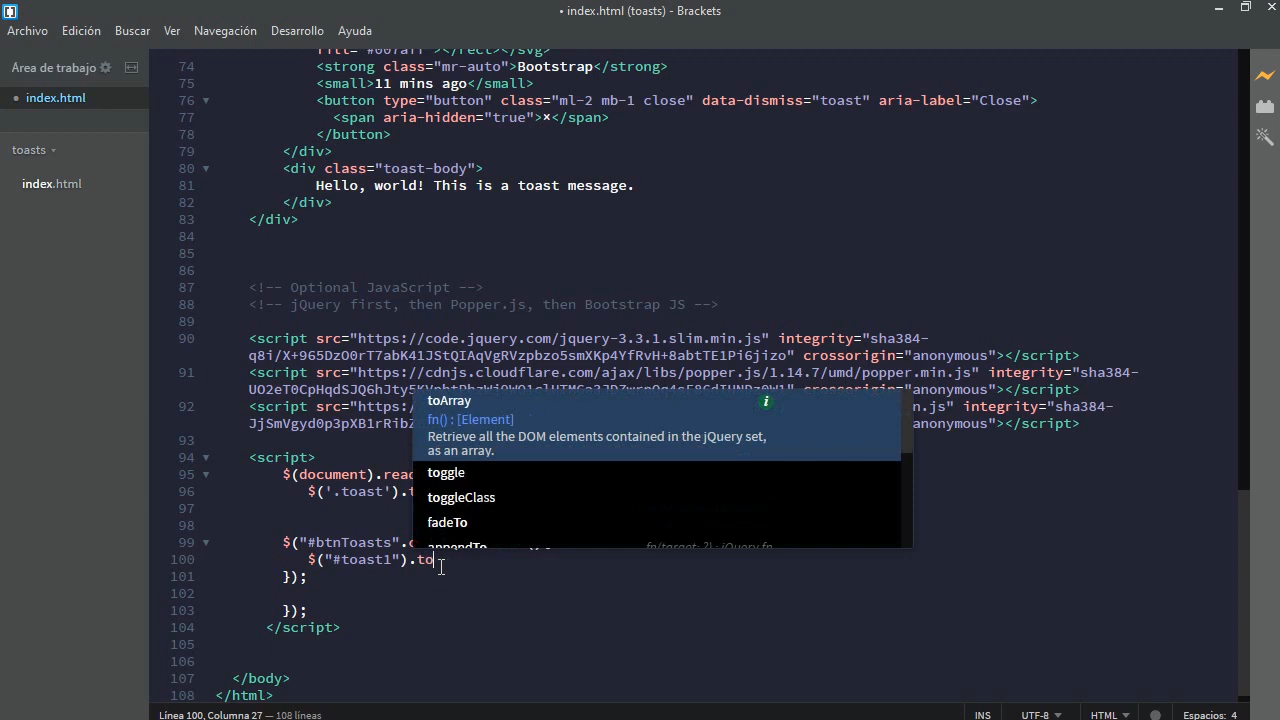 • index.html (toasts) - Brackets
Archivo Edición Buscar Ver Navegación Desarrollo Ayuda
Área de trabajo
• index.html
toasts
index.html
74 <strong class="mr-auto">Bootstrap</strong>
75 <small>11 mins ago</small>
76 <button type="button" class="ml-2 mb-1 close" data-dismiss="toast" aria-label="Close">
77 <span aria-hidden="true">×</span>
78 </button>
79 </div>
80 <div class="toast-body">
81 Hello, world! This is a toast message.
82 </div>
83 </div>
84
85
86
87 <!-- Optional JavaScript -->
88 <!-- jQuery first, then Popper.js, then Bootstrap JS -->
89
90 <script src="https://code.jquery.com/jquery-3.3.1.slim.min.js" integrity="sha384-
q8i/X+965DzO0rT7abK41JStQIAqVgRVzpbzo5smXKp4YfRvH+8abtTE1Pi6jizo" crossorigin="anonymous"></script>
91 <script src="https://cdnjs.cloudflare.com/ajax/libs/popper.js/1.14.7/umd/popper.min.js" integrity="sha384-
anonymous"></script>
92 <script src="https: n.js" integrity="sha384-
anonymous"></script>
93
94 <script>
95 $(document).read
96 $('.toast').t
97
98
99 $("#btnToasts".
100 $("#toast1").to
101 });
102
103 });
104 </script>
105
106
107 </body>
108 </html>
toArray
fn() : [Element]
Retrieve all the DOM elements contained in the jQuery set,
as an array.
toggle
toggleClass
fadeTo
appendTo fn(target: ?) : jQuery.fn
Línea 100, Columna 27 — 108 líneas INS UTF-8 HTML Espacios: 4